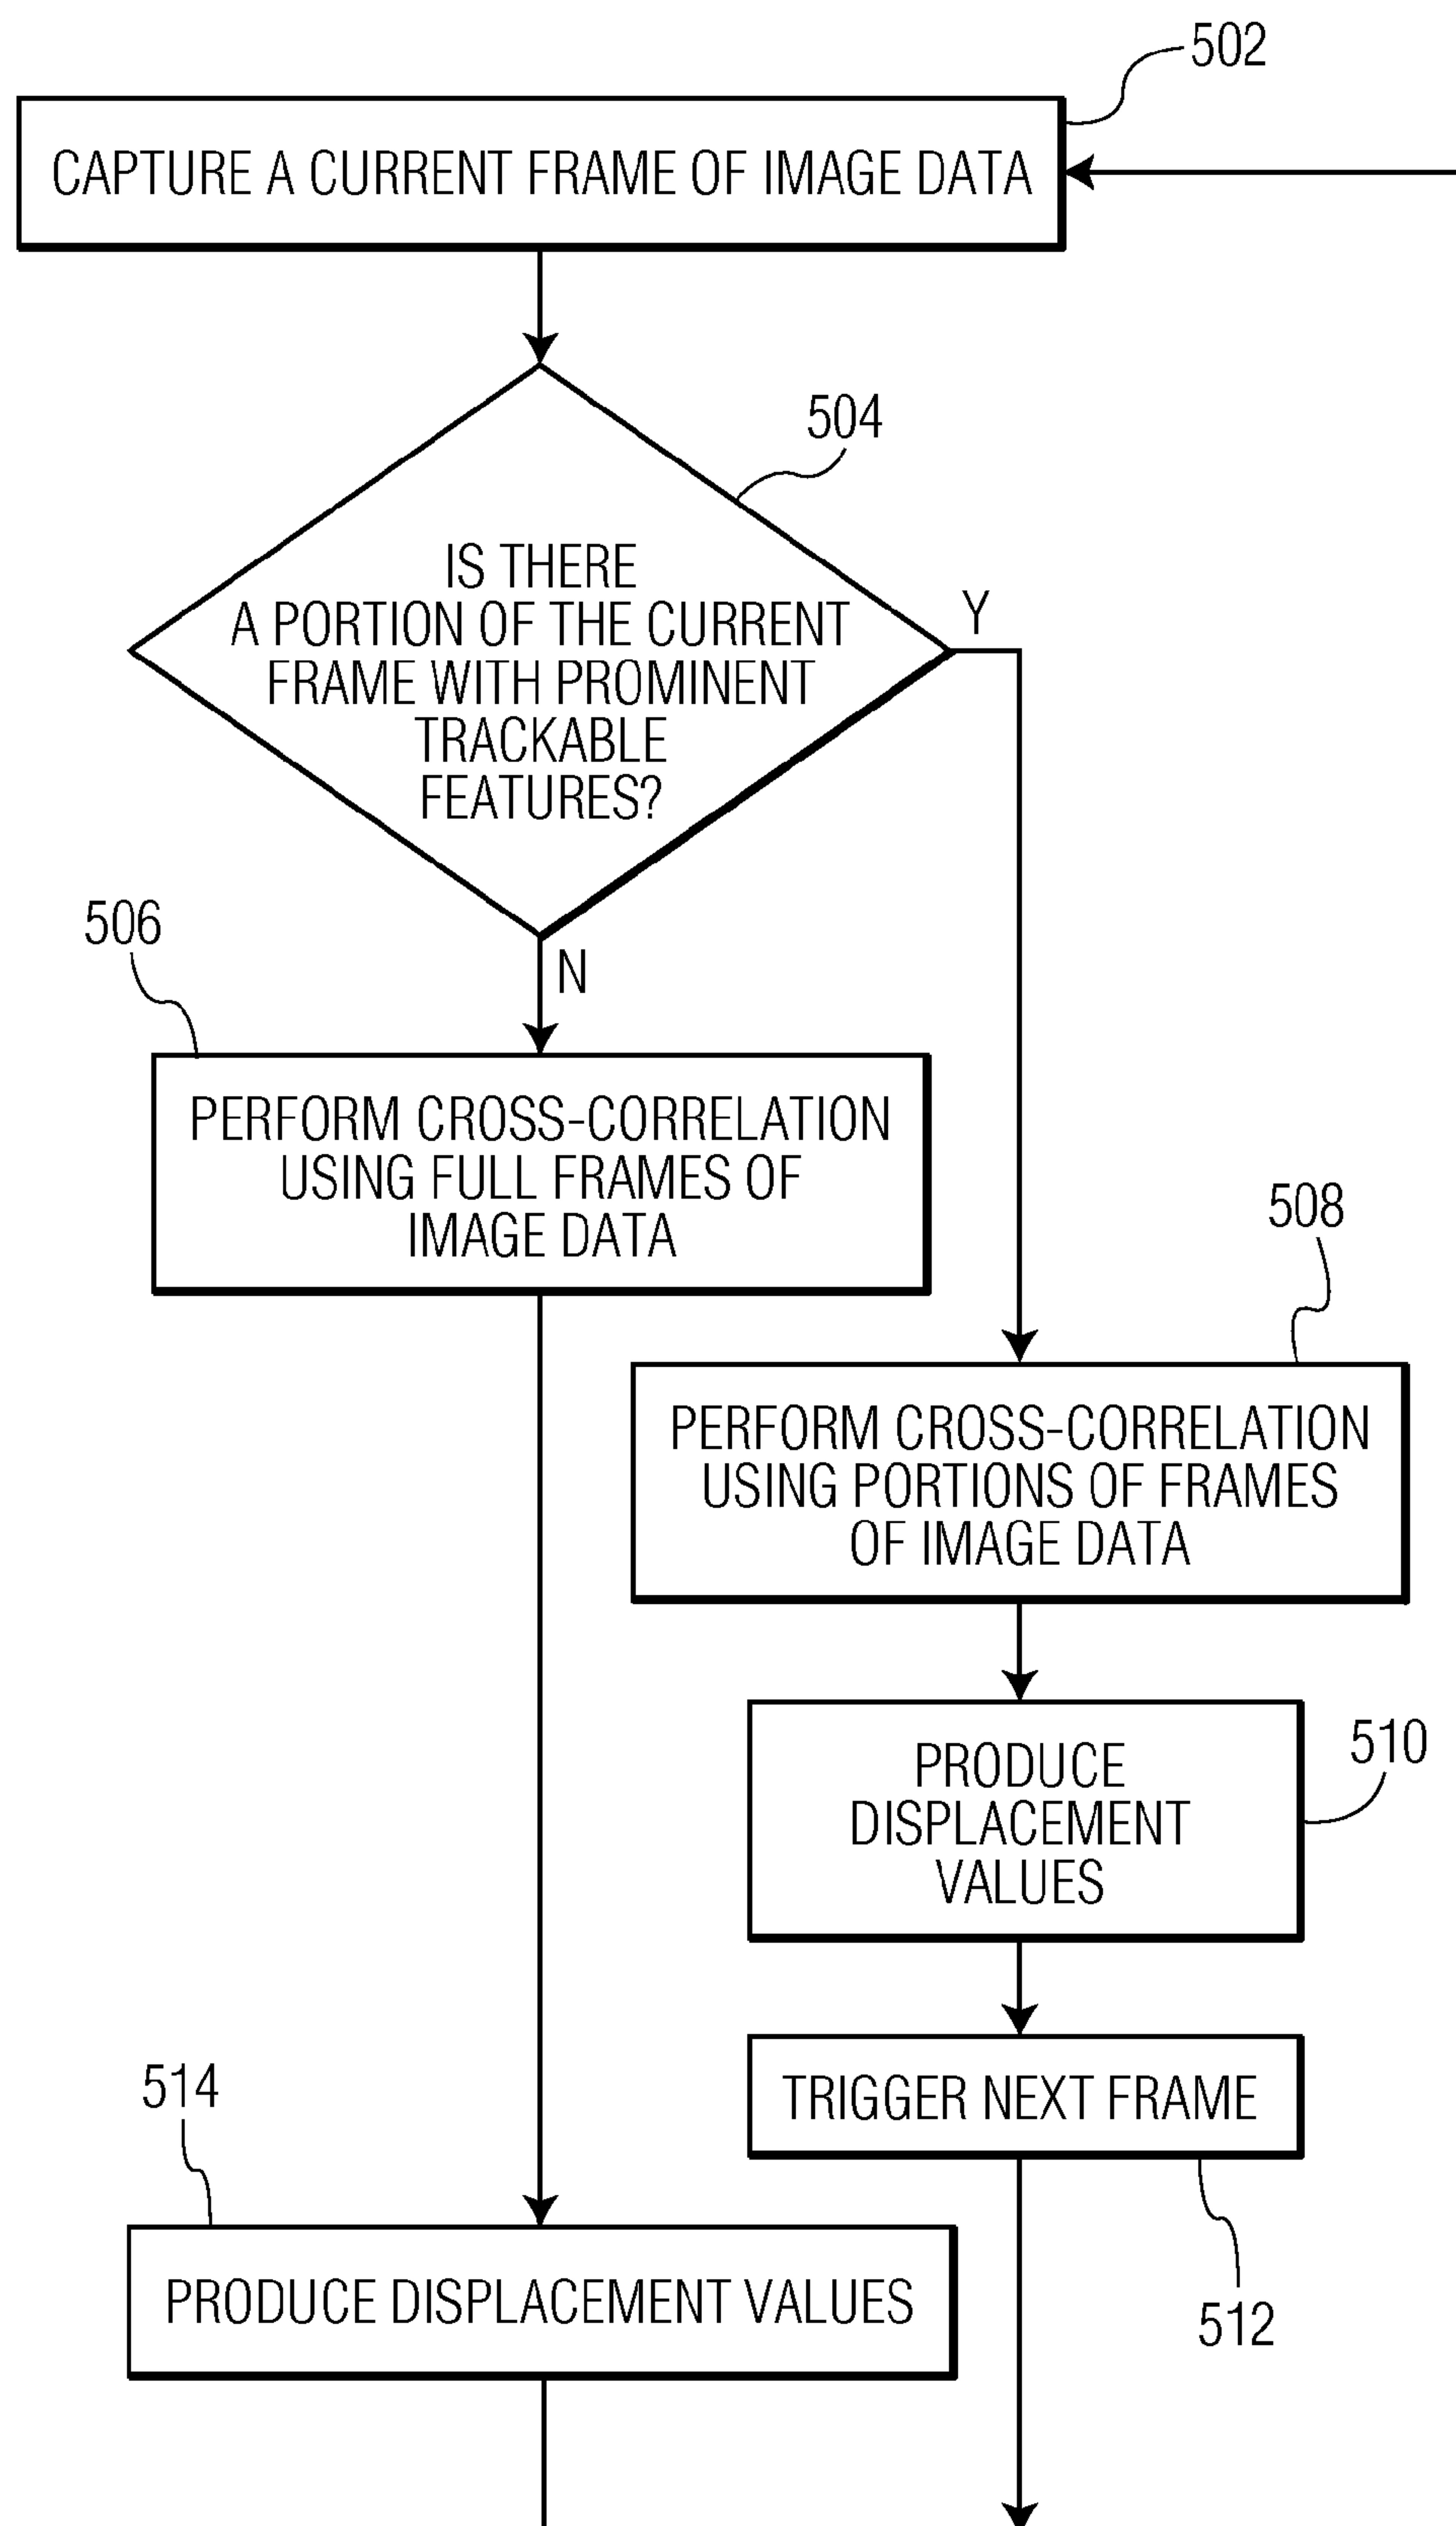 502
CAPTURE A CURRENT FRAME OF IMAGE DATA
504
IS THERE
A PORTION OF THE CURRENT
FRAME WITH PROMINENT
TRACKABLE
FEATURES?
Y
N
506
PERFORM CROSS-CORRELATION
USING FULL FRAMES OF
IMAGE DATA
508
PERFORM CROSS-CORRELATION
USING PORTIONS OF FRAMES
OF IMAGE DATA
510
PRODUCE
DISPLACEMENT
VALUES
TRIGGER NEXT FRAME
512
514
PRODUCE DISPLACEMENT VALUES